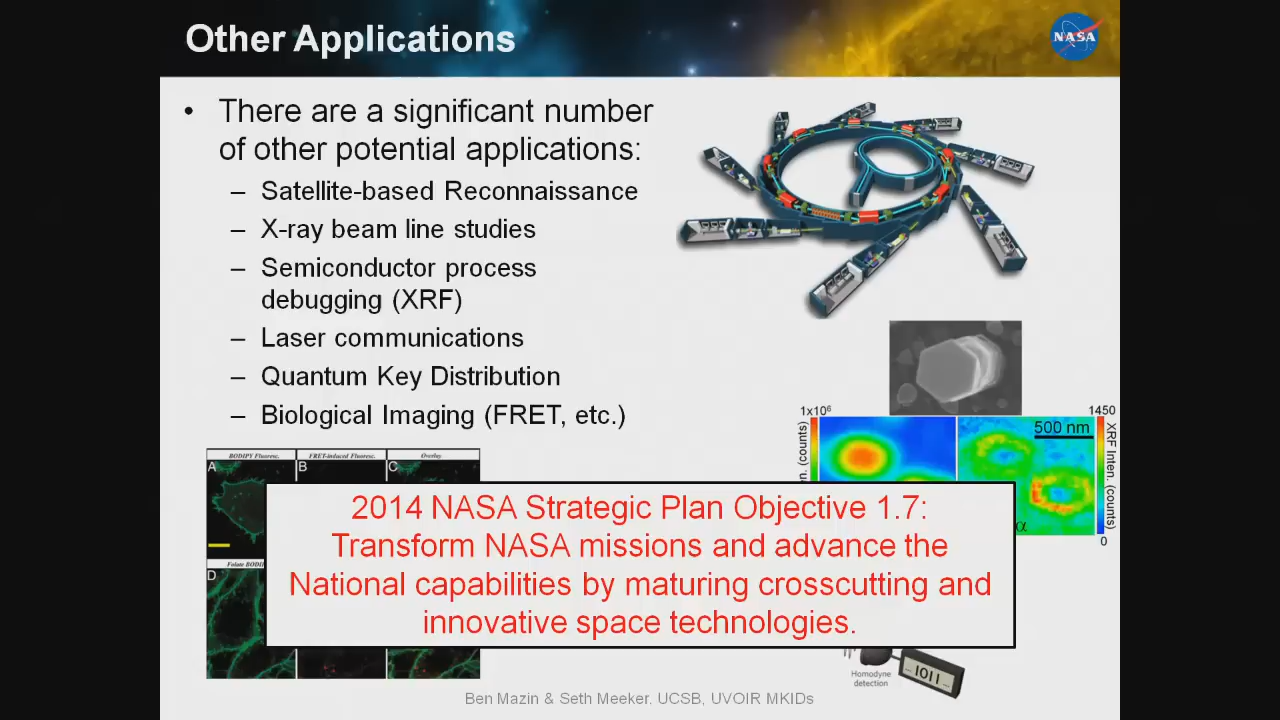 Other Applications
NASA
• There are a significant number
of other potential applications:
– Satellite-based Reconnaissance
– X-ray beam line studies
– Semiconductor process
debugging (XRF)
– Laser communications
– Quantum Key Distribution
– Biological Imaging (FRET, etc.)
1x10⁶
1450
500 nm
(counts)
XRF Inten. (counts)
α
0
BODIPY Fluoresc.
FRET-induced Fluoresc.
Overlay
A
B
C
Folate BODI
D
2014 NASA Strategic Plan Objective 1.7:
Transform NASA missions and advance the
National capabilities by maturing crosscutting and
innovative space technologies.
Homodyne
detection
1011
Ben Mazin & Seth Meeker. UCSB, UVOIR MKIDs